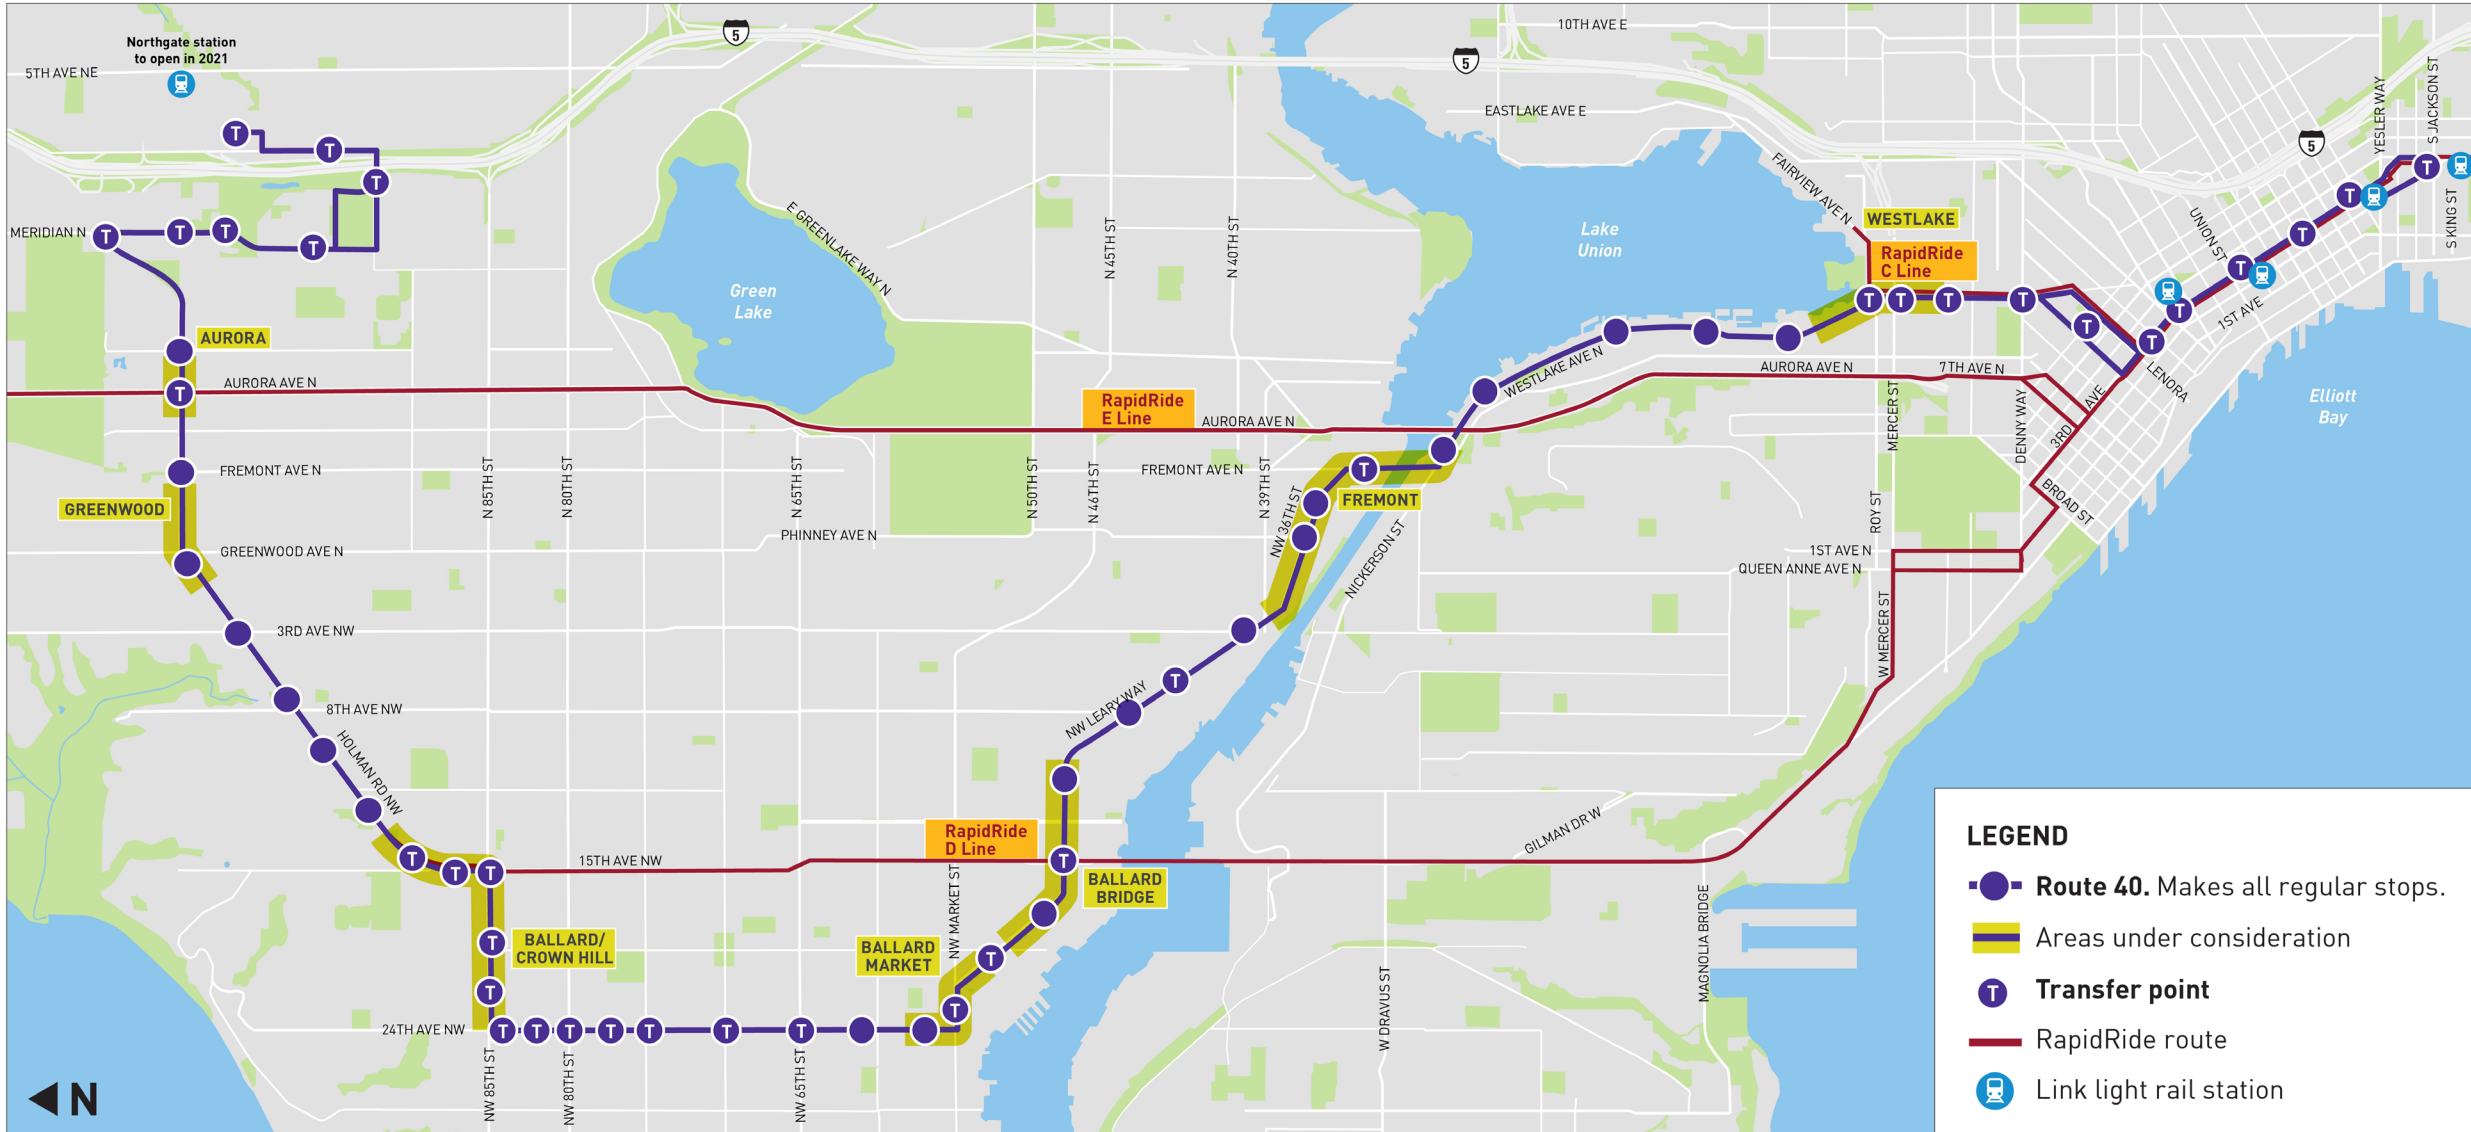 Northgate station
to open in 2021
5TH AVE NE
5
5
5
10TH AVE E
EASTLAKE AVE E
FAIRVIEW AVE N
WESTLAKE
RapidRide
C Line
Lake
Union
YESLER WAY
S JACKSON ST
S KING ST
UNION ST
1ST AVE
LENORA
3RD
AVE
BROAD ST
DENNY WAY
Elliott
Bay
MERIDIAN N
T
T
T
T
T
T
T
AURORA
T
AURORA AVE N
Green
Lake
E GREENLAKE WAY N
N 45TH ST
N 40TH ST
RapidRide
E Line
AURORA AVE N
WESTLAKE AVE N
AURORA AVE N
7TH AVE N
MERCER ST
T
T
T
T
T
T
T
T
T
T
T
FREMONT AVE N
GREENWOOD
GREENWOOD AVE N
N 85TH ST
N 80TH ST
N 65TH ST
N 50TH ST
N 46TH ST
FREMONT AVE N
N 39TH ST
NW 36TH ST
T
FREMONT
PHINNEY AVE N
NICKERSON ST
ROY ST
1ST AVE N
QUEEN ANNE AVE N
W MERCER ST
3RD AVE NW
8TH AVE NW
HOLMAN RD NW
NW LEARY WAY
T
T
T
T
15TH AVE NW
RapidRide
D Line
T
GILMAN DR W
BALLARD
BRIDGE
NW MARKET ST
BALLARD/
CROWN HILL
T
T
BALLARD
MARKET
T
T
24TH AVE NW
T
T
T
T
T
T
T
NW 85TH ST
NW 80TH ST
NW 65TH ST
W DRAVUS ST
MAGNOLIA BRIDGE
N
LEGEND
Route 40. Makes all regular stops.
Areas under consideration
T
Transfer point
RapidRide route
Link light rail station